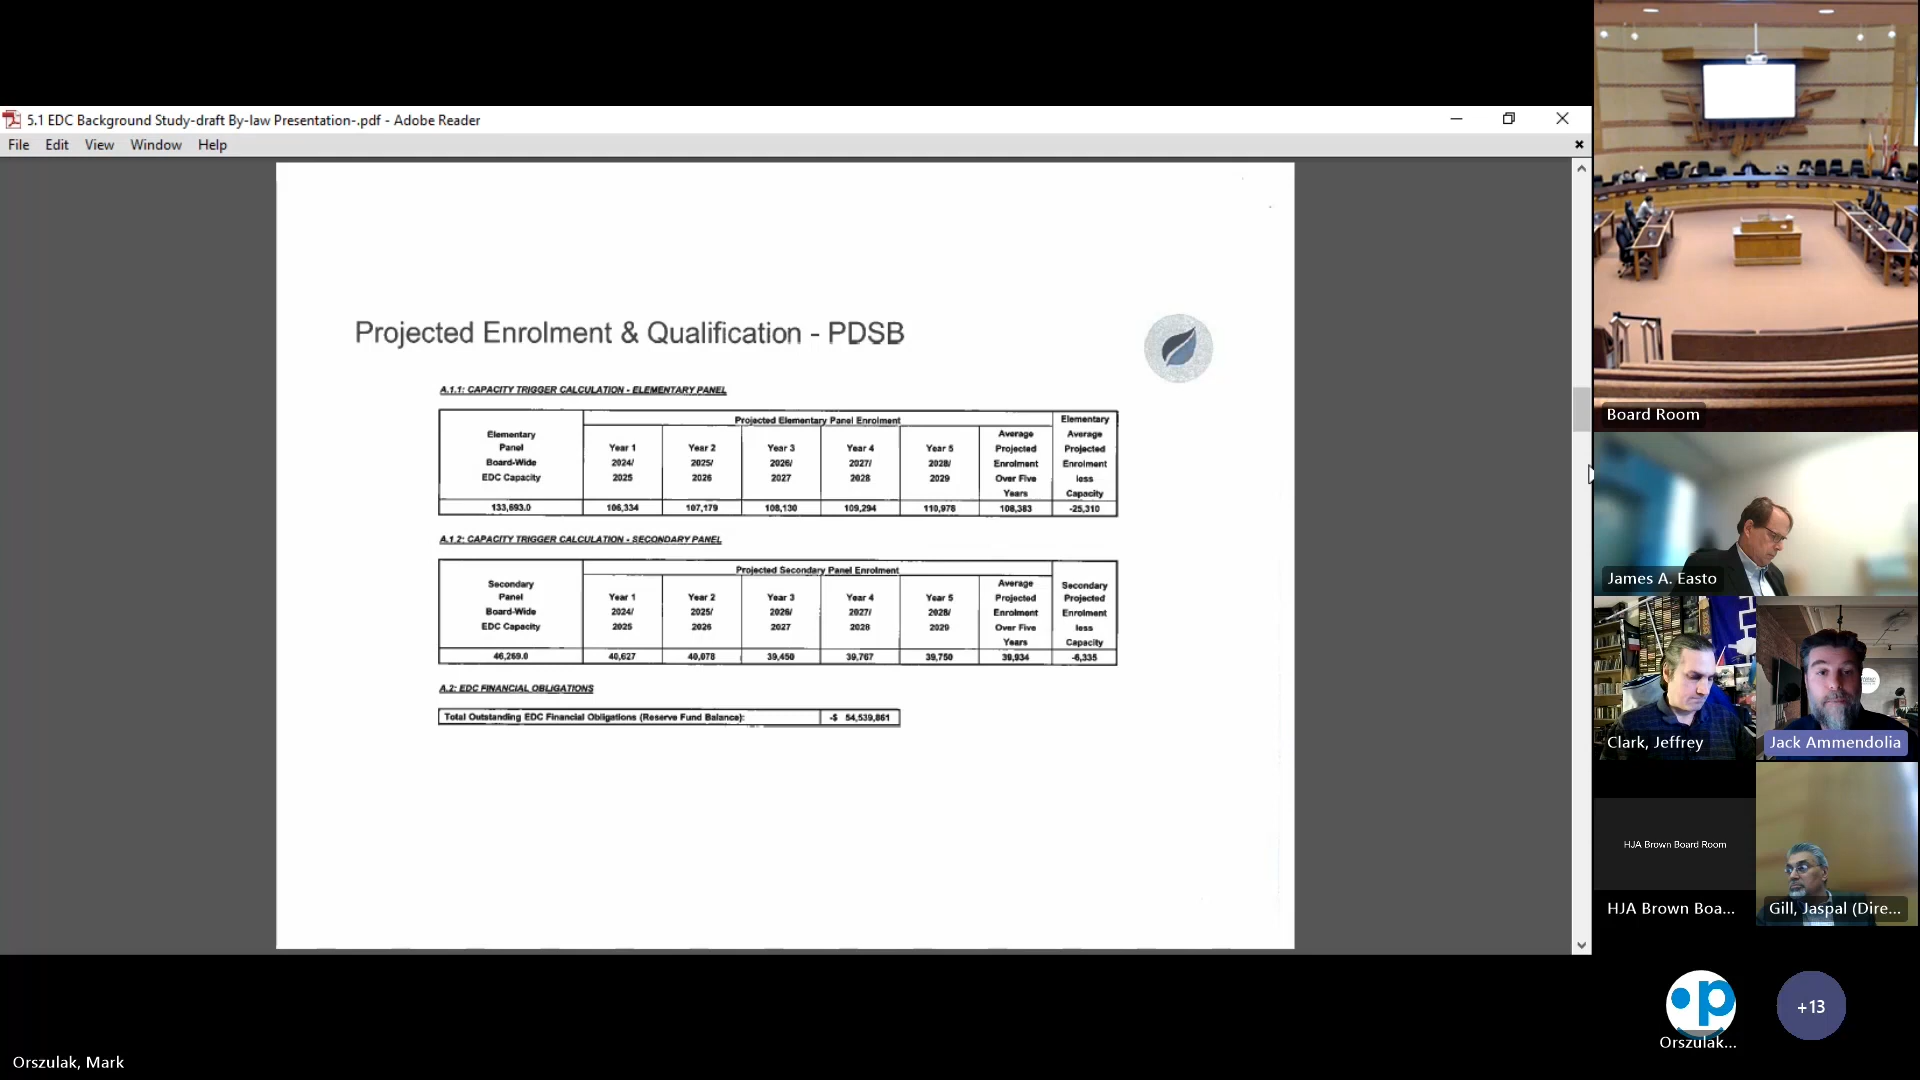 5.1 EDC Background Study-draft By-law Presentation-.pdf - Adobe Reader
File Edit View Window Help
Projected Enrolment & Qualification - PDSB
A.1.1: CAPACITY TRIGGER CALCULATION - ELEMENTARY PANEL
Elementary
Panel
Board-Wide
EDC Capacity
Projected Elementary Panel Enrolment
Year 1
2024/
2025
Year 2
2025/
2026
Year 3
2026/
2027
Year 4
2027/
2028
Year 5
2028/
2029
Average
Projected
Enrolment
Over Five
Years
Elementary
Average
Projected
Enrolment
less
Capacity
133,693.0 106,334 107,179 108,130 109,294 110,978 108,383 -25,310
A.1.2: CAPACITY TRIGGER CALCULATION - SECONDARY PANEL
Secondary
Panel
Board-Wide
EDC Capacity
Projected Secondary Panel Enrolment
Year 1
2024/
2025
Year 2
2025/
2026
Year 3
2026/
2027
Year 4
2027/
2028
Year 5
2028/
2029
Average
Projected
Enrolment
Over Five
Years
Secondary
Projected
Enrolment
less
Capacity
46,269.0 40,627 40,078 39,450 39,767 39,750 39,934 -6,335
A.2: EDC FINANCIAL OBLIGATIONS
Total Outstanding EDC Financial Obligations (Reserve Fund Balance): -$ 54,539,861
Board Room
James A. Easto
Clark, Jeffrey
Jack Ammendolia
HJA Brown Board Room
HJA Brown Boa...
Gill, Jaspal (Dire...
p
Orszulak...
+13
Orszulak, Mark